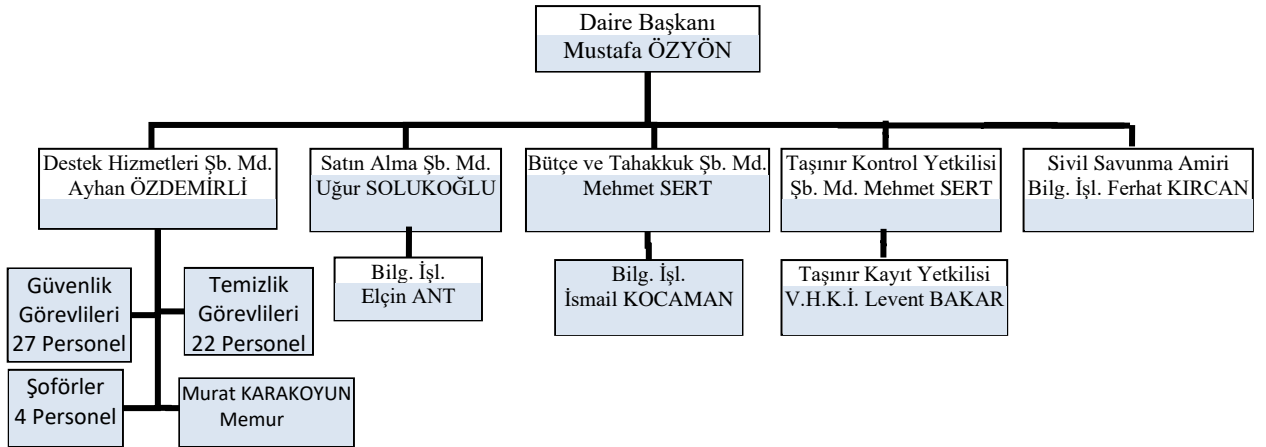 Daire Başkanı
Mustafa ÖZYÖN
Destek Hizmetleri Şb. Md.
Ayhan ÖZDEMİRLİ
Satın Alma Şb. Md.
Uğur SOLUKOĞLU
Bütçe ve Tahakkuk Şb. Md.
Mehmet SERT
Taşınır Kontrol Yetkilisi
Şb. Md. Mehmet SERT
Sivil Savunma Amiri
Bilg. İşl. Ferhat KIRCAN
Güvenlik
Görevlileri
27 Personel
Temizlik
Görevlileri
22 Personel
Bilg. İşl.
Elçin ANT
Bilg. İşl.
İsmail KOCAMAN
Taşınır Kayıt Yetkilisi
V.H.K.İ. Levent BAKAR
Şoförler
4 Personel
Murat KARAKOYUN
Memur